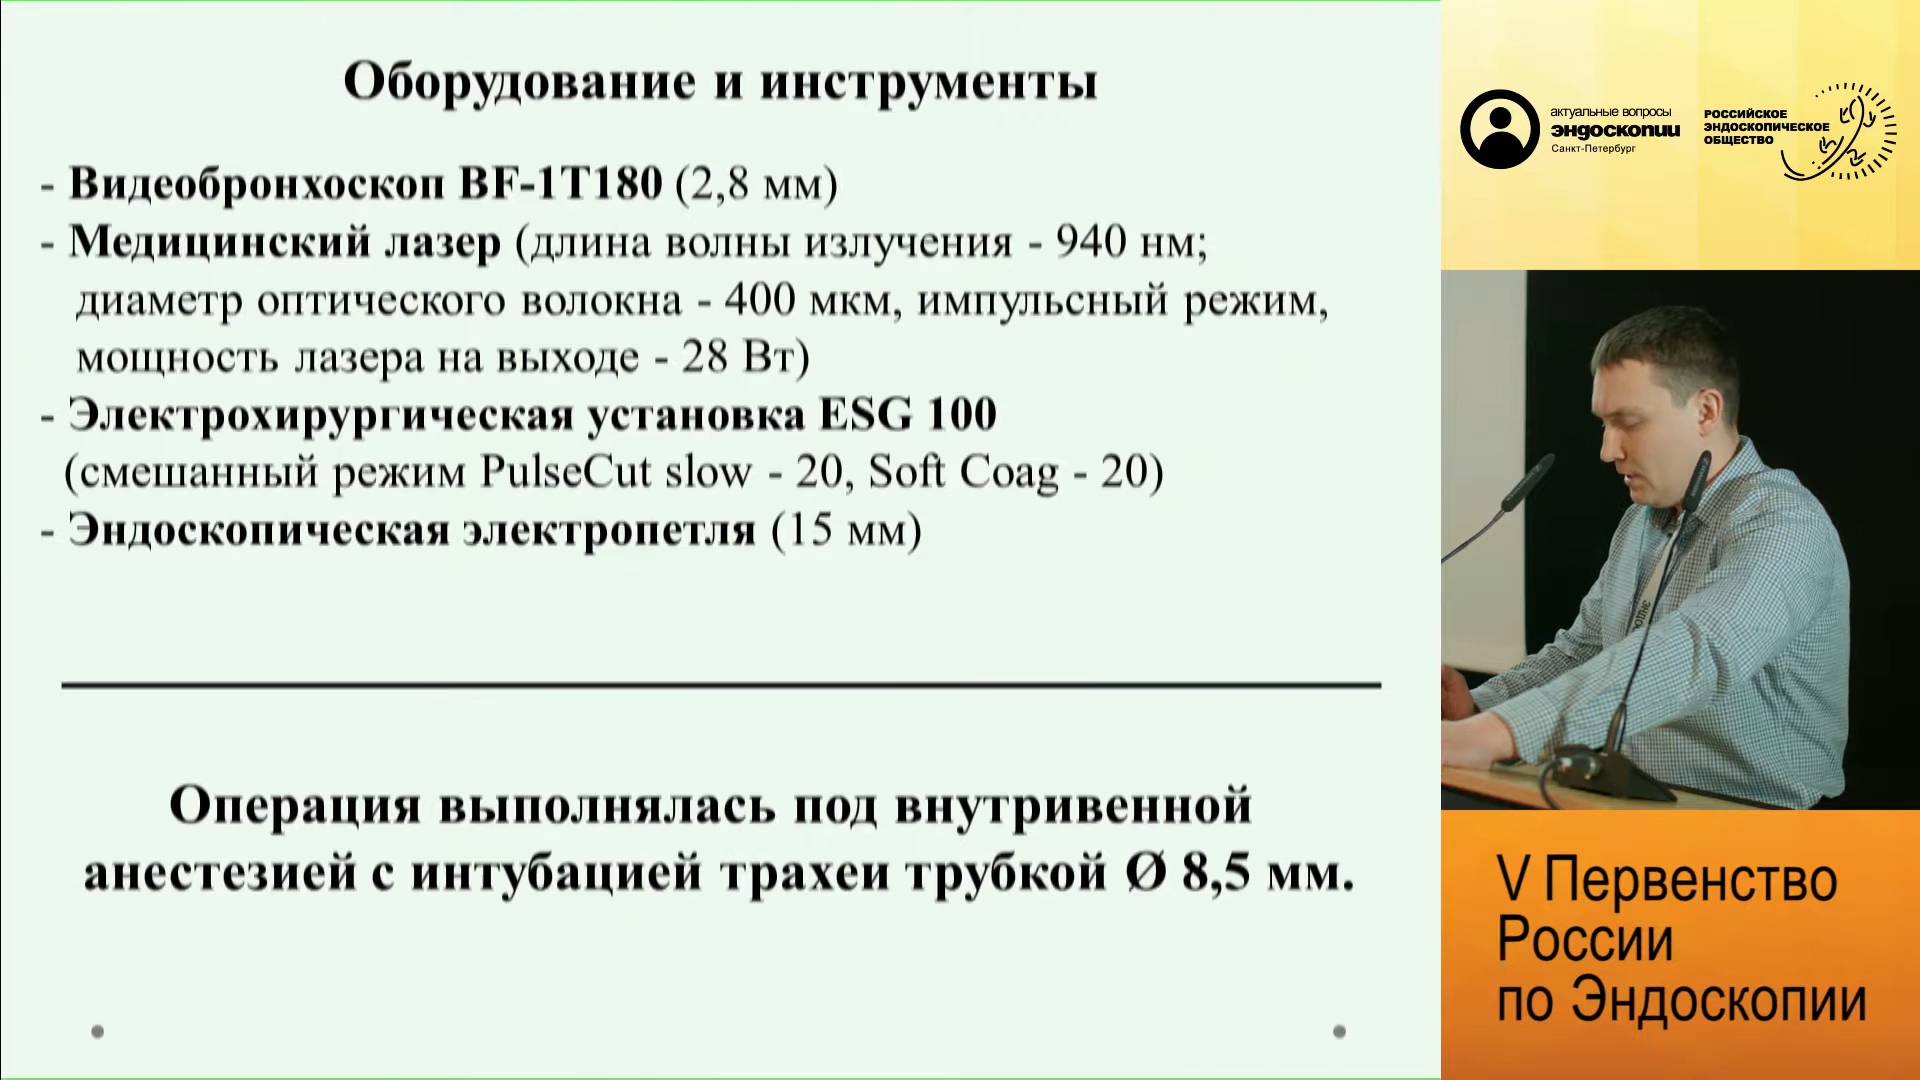 Оборудование и инструменты
- Видеобронхоскоп BF-1T180 (2,8 мм)
- Медицинский лазер (длина волны излучения - 940 нм;
диаметр оптического волокна - 400 мкм, импульсный режим,
мощность лазера на выходе - 28 Вт)
- Электрохирургическая установка ESG 100
(смешанный режим PulseCut slow - 20, Soft Coag - 20)
- Эндоскопическая электропетля (15 мм)
Операция выполнялась под внутривенной
анестезией с интубацией трахеи трубкой Ø 8,5 мм.
актуальные вопросы
эндоскопии
Санкт-Петербург
РОССИЙСКОЕ
ЭНДОСКОПИЧЕСКОЕ
ОБЩЕСТВО
V Первенство
России
по Эндоскопии